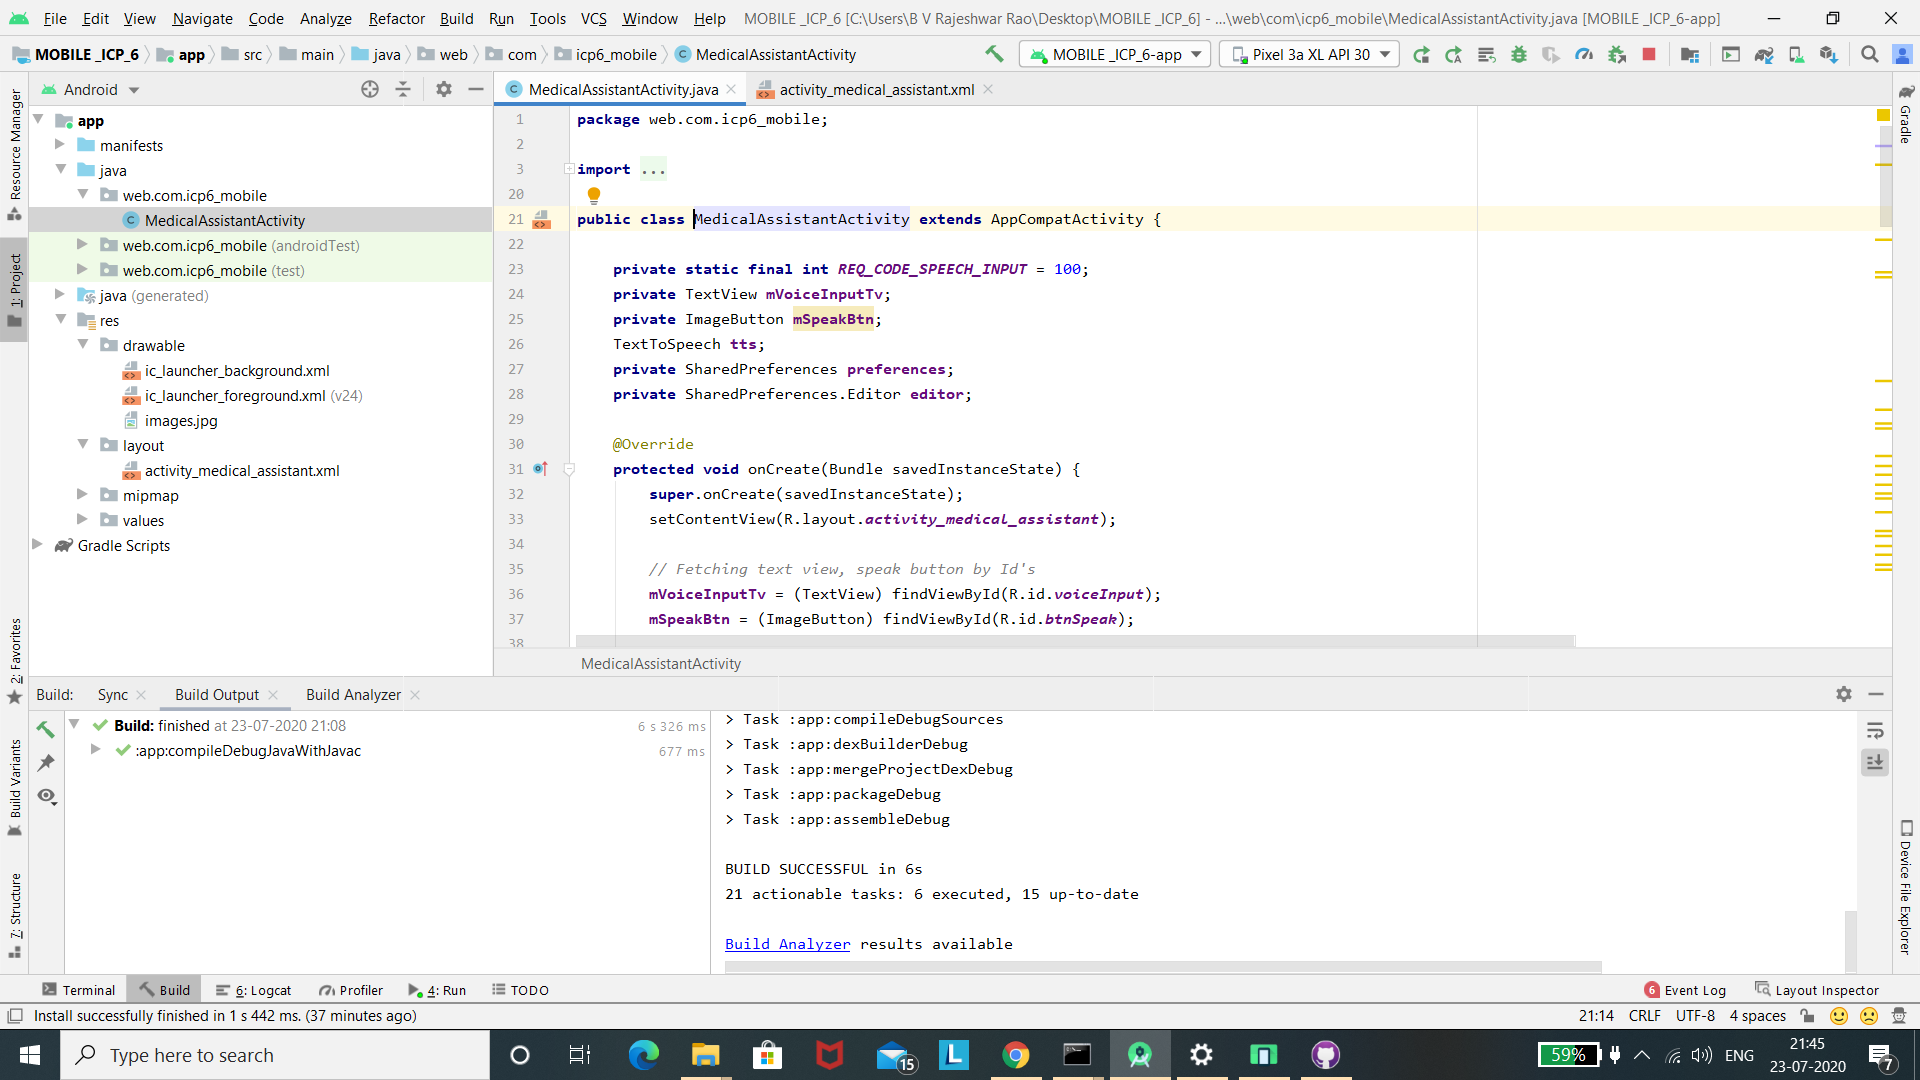 File Edit View Navigate Code Analyze Refactor Build Run Tools VCS Window Help MOBILE _ICP_6 [C:\Users\B V Rajeshwar Rao\Desktop\MOBILE _ICP_6] - ...\web\com\icp6_mobile\MedicalAssistantActivity.java [MOBILE _ICP_6-app]
MOBILE _ICP_6 app src main java web com icp6_mobile MedicalAssistantActivity MOBILE _ICP_6-app Pixel 3a XL API 30
Android
MedicalAssistantActivity.java activity_medical_assistant.xml
Resource Manager
1: Project
2: Favorites
Build Variants
7: Structure
app
manifests
java
web.com.icp6_mobile
MedicalAssistantActivity
web.com.icp6_mobile (androidTest)
web.com.icp6_mobile (test)
java (generated)
res
drawable
ic_launcher_background.xml
ic_launcher_foreground.xml (v24)
images.jpg
layout
activity_medical_assistant.xml
mipmap
values
Gradle Scripts
1 package web.com.icp6_mobile;
2
3 import ...
20
21 public class MedicalAssistantActivity extends AppCompatActivity {
22
23 private static final int REQ_CODE_SPEECH_INPUT = 100;
24 private TextView mVoiceInputTv;
25 private ImageButton mSpeakBtn;
26 TextToSpeech tts;
27 private SharedPreferences preferences;
28 private SharedPreferences.Editor editor;
29
30 @Override
31 protected void onCreate(Bundle savedInstanceState) {
32 super.onCreate(savedInstanceState);
33 setContentView(R.layout.activity_medical_assistant);
34
35 // Fetching text view, speak button by Id's
36 mVoiceInputTv = (TextView) findViewById(R.id.voiceInput);
37 mSpeakBtn = (ImageButton) findViewById(R.id.btnSpeak);
38
MedicalAssistantActivity
Gradle
Device File Explorer
Build: Sync Build Output Build Analyzer
Build: finished at 23-07-2020 21:08 6 s 326 ms
:app:compileDebugJavaWithJavac 677 ms
> Task :app:compileDebugSources
> Task :app:dexBuilderDebug
> Task :app:mergeProjectDexDebug
> Task :app:packageDebug
> Task :app:assembleDebug
BUILD SUCCESSFUL in 6s
21 actionable tasks: 6 executed, 15 up-to-date
Build Analyzer results available
Terminal Build 6: Logcat Profiler 4: Run TODO 6 Event Log Layout Inspector
Install successfully finished in 1 s 442 ms. (37 minutes ago) 21:14 CRLF UTF-8 4 spaces
Type here to search 15 L 59% ENG 21:45
23-07-2020 7